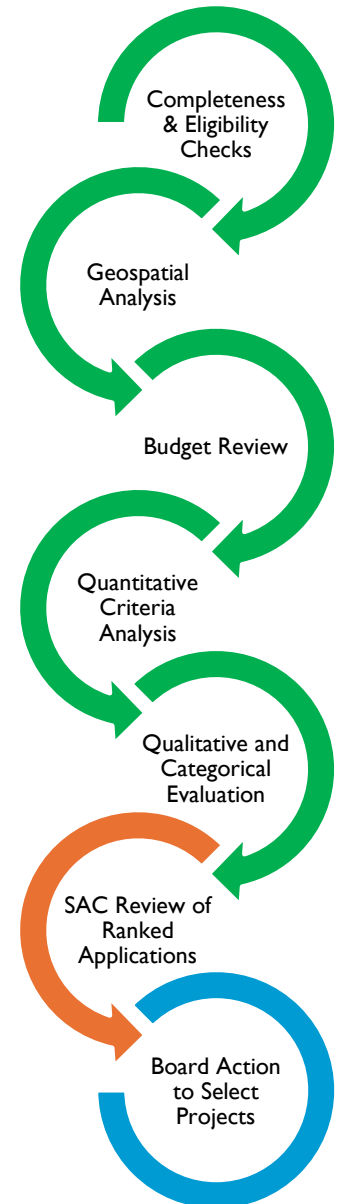 Completeness
& Eligibility
Checks
Geospatial
Analysis
Budget Review
Quantitative
Criteria
Analysis
Qualitative and
Categorical
Evaluation
SAC Review of
Ranked
Applications
Board Action
to Select
Projects